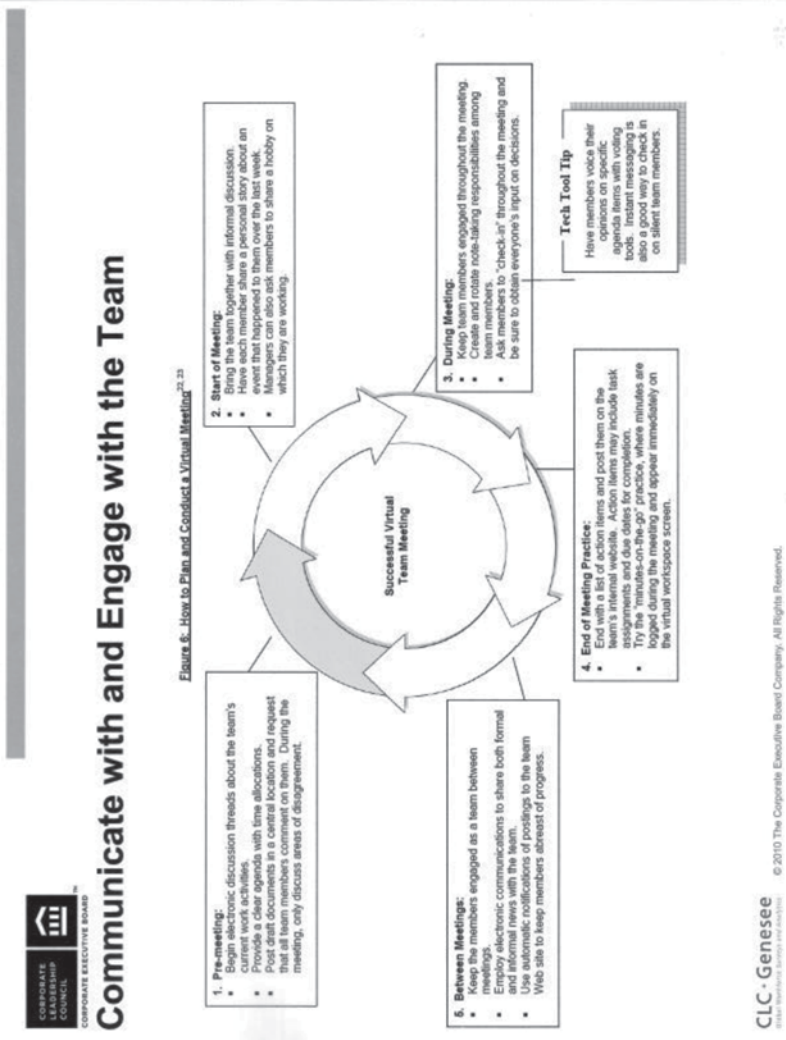 CORPORATE
LEADERSHIP
COUNCIL
CORPORATE EXECUTIVE BOARD
Communicate with and Engage with the Team
Figure 6: How to Plan and Conduct a Virtual Meeting22, 23
1. Pre-meeting:
▪ Begin electronic discussion threads about the team's
current work activities.
▪ Provide a clear agenda with time allocations.
▪ Post draft documents in a central location and request
that all team members comment on them. During the
meeting, only discuss areas of disagreement.
2. Start of Meeting:
▪ Bring the team together with informal discussion.
▪ Have each member share a personal story about an
event that happened to them over the last week.
▪ Managers can also ask members to share a hobby on
which they are working.
Successful Virtual
Team Meeting
3. During Meeting:
▪ Keep team members engaged throughout the meeting.
▪ Create and rotate note-taking responsibilities among
team members.
▪ Ask members to "check-in" throughout the meeting and
be sure to obtain everyone's input on decisions.
Tech Tool Tip
Have members voice their
opinions on specific
agenda items with voting
tools. Instant messaging is
also a good way to check in
on silent team members.
4. End of Meeting Practice:
▪ End with a list of action items and post them on the
team's internal website. Action items may include task
assignments and due dates for completion.
▪ Try the "minutes-on-the-go" practice, where minutes are
logged during the meeting and appear immediately on
the virtual workspace screen.
5. Between Meetings:
▪ Keep the members engaged as a team between
meetings.
▪ Employ electronic communications to share both formal
and informal news with the team.
▪ Use automatic notifications of postings to the team
Web site to keep members abreast of progress.
CLC · Genesee
Global Workforce Surveys and Analytics
© 2010 The Corporate Executive Board Company. All Rights Reserved.